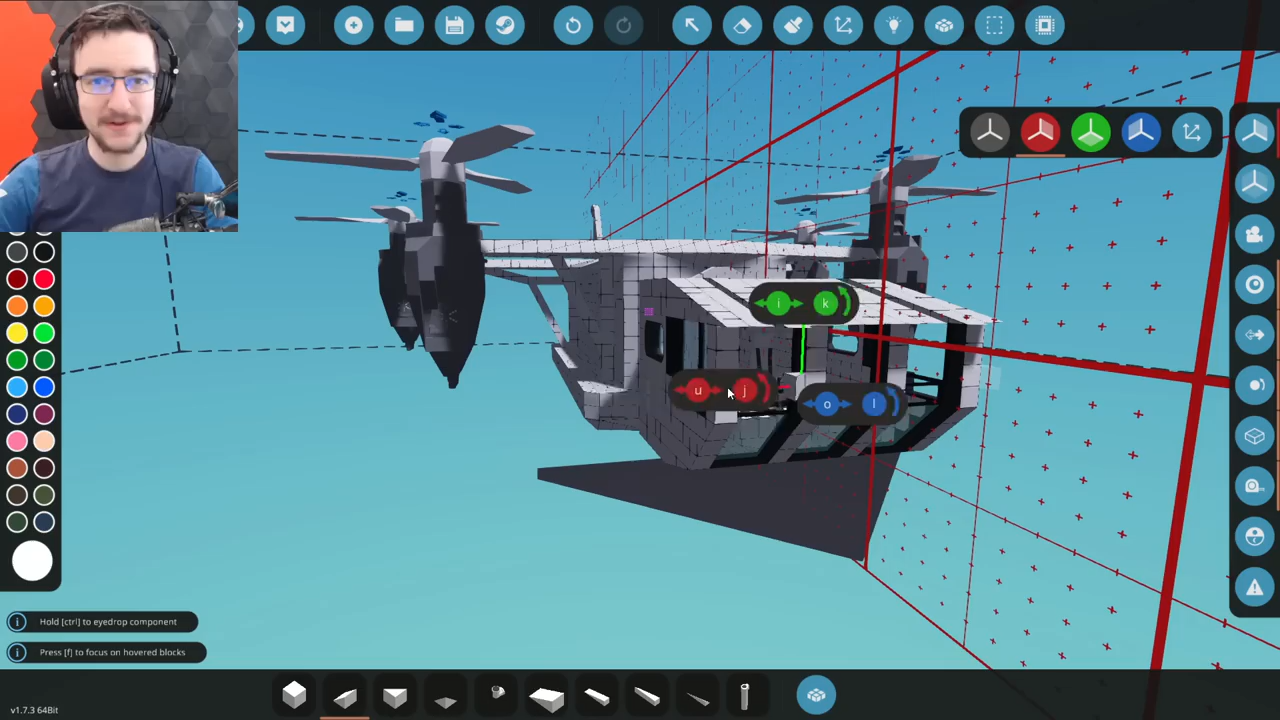 i k
u j
o l
Hold [ctrl] to eyedrop component
Press [f] to focus on hovered blocks
v1.7.3 64Bit